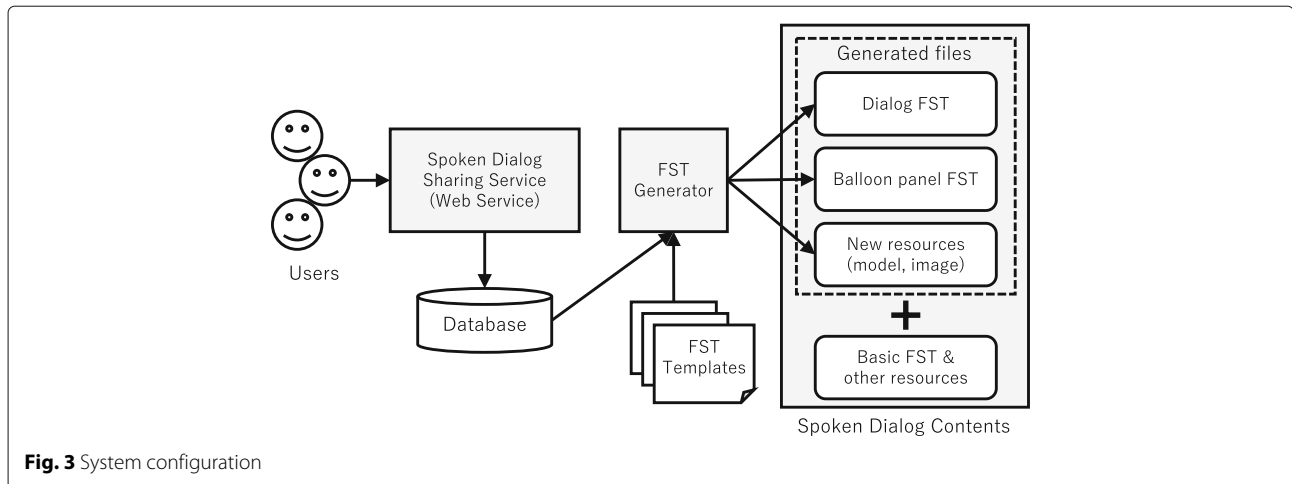 Users
Spoken Dialog
Sharing Service
(Web Service)
Database
FST
Generator
FST
Templates
Generated files
Dialog FST
Balloon panel FST
New resources
(model, image)
+
Basic FST &
other resources
Spoken Dialog Contents
Fig. 3 System configuration